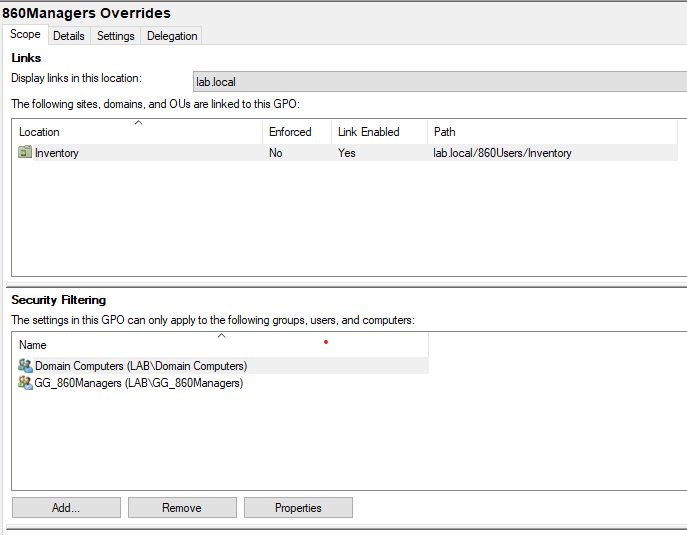 860Managers Overrides
Scope Details Settings Delegation
Links
Display links in this location: lab.local
The following sites, domains, and OUs are linked to this GPO:
Location Enforced Link Enabled Path
Inventory No Yes lab.local/860Users/Inventory
Security Filtering
The settings in this GPO can only apply to the following groups, users, and computers:
Name
Domain Computers (LAB\Domain Computers)
GG_860Managers (LAB\GG_860Managers)
Add... Remove Properties